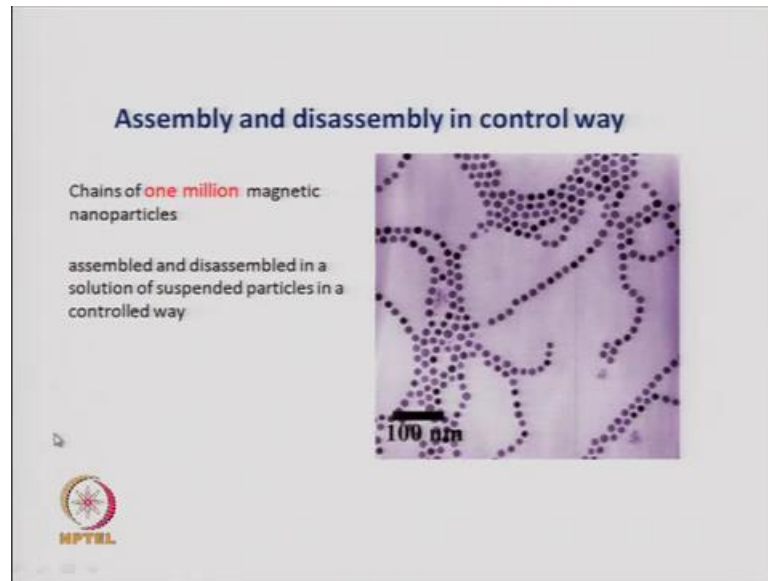 Assembly and disassembly in control way
Chains of one million magnetic
nanoparticles
assembled and disassembled in a
solution of suspended particles in a
controlled way
100 nm
NPTEL